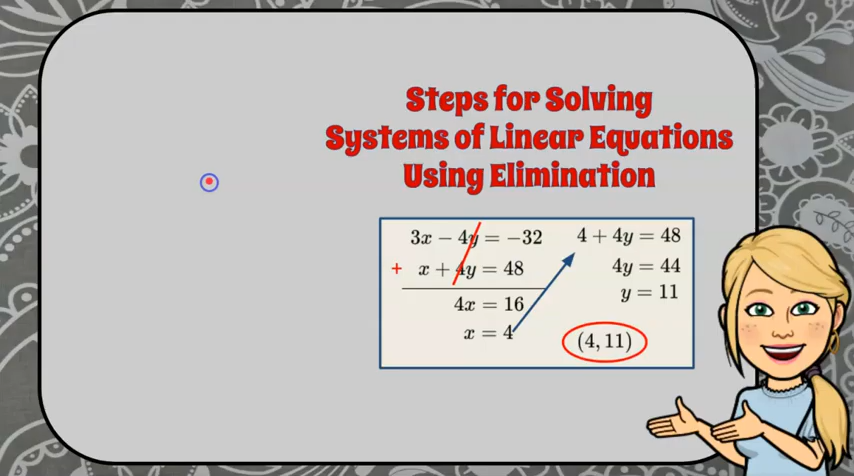 Steps for Solving
Systems of Linear Equations
Using Elimination
3x − 4y = −32
+ x + 4y = 48
4x = 16
x = 4
4 + 4y = 48
4y = 44
y = 11
(4, 11)